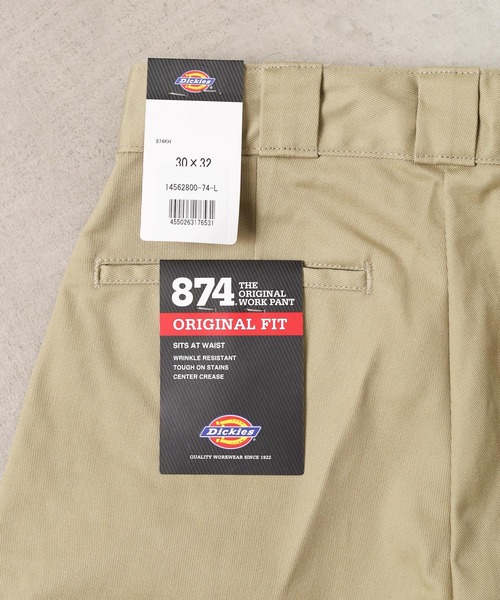 Dickies
874KH
30×32
14562800-74-L
4550263176531
874 THE
ORIGINAL
WORK PANT
ORIGINAL FIT
SITS AT WAIST
WRINKLE RESISTANT
TOUGH ON STAINS
CENTER CREASE
Dickies
QUALITY WORKWEAR SINCE 1922